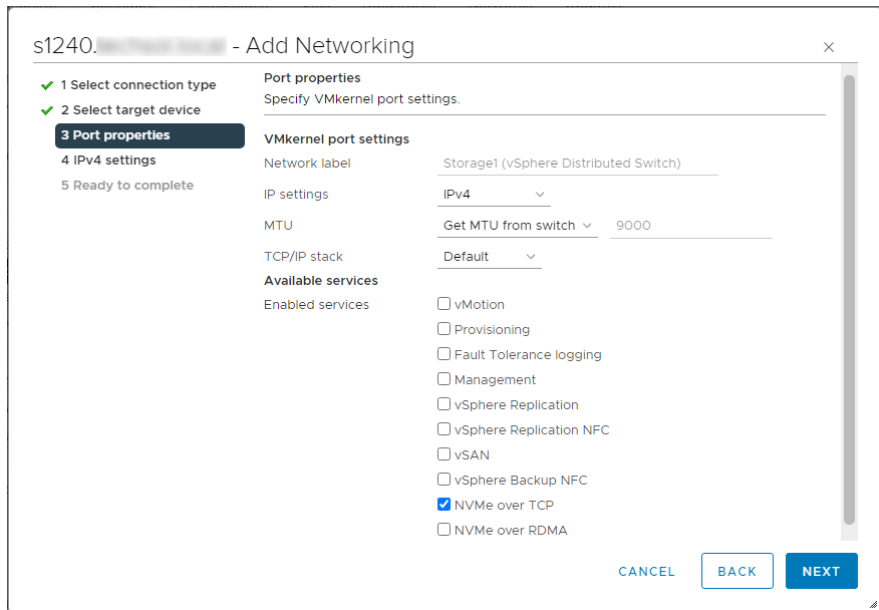 s1240. - Add Networking
1 Select connection type
2 Select target device
3 Port properties
4 IPv4 settings
5 Ready to complete
Port properties
Specify VMkernel port settings.
VMkernel port settings
Network label Storage1 (vSphere Distributed Switch)
IP settings IPv4
MTU Get MTU from switch 9000
TCP/IP stack Default
Available services
Enabled services vMotion
Provisioning
Fault Tolerance logging
Management
vSphere Replication
vSphere Replication NFC
vSAN
vSphere Backup NFC
NVMe over TCP
NVMe over RDMA
CANCEL BACK NEXT